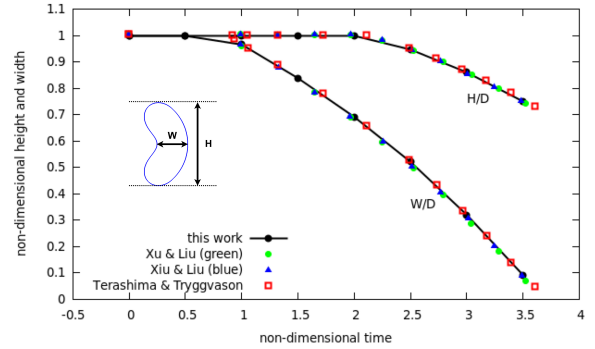 non-dimensional height and width
1.1
1
0.9
0.8
0.7
0.6
0.5
0.4
0.3
0.2
0.1
0
W
H
H/D
W/D
this work
Xu & Liu (green)
Xiu & Liu (blue)
Terashima & Tryggvason
-0.5 0 0.5 1 1.5 2 2.5 3 3.5 4
non-dimensional time